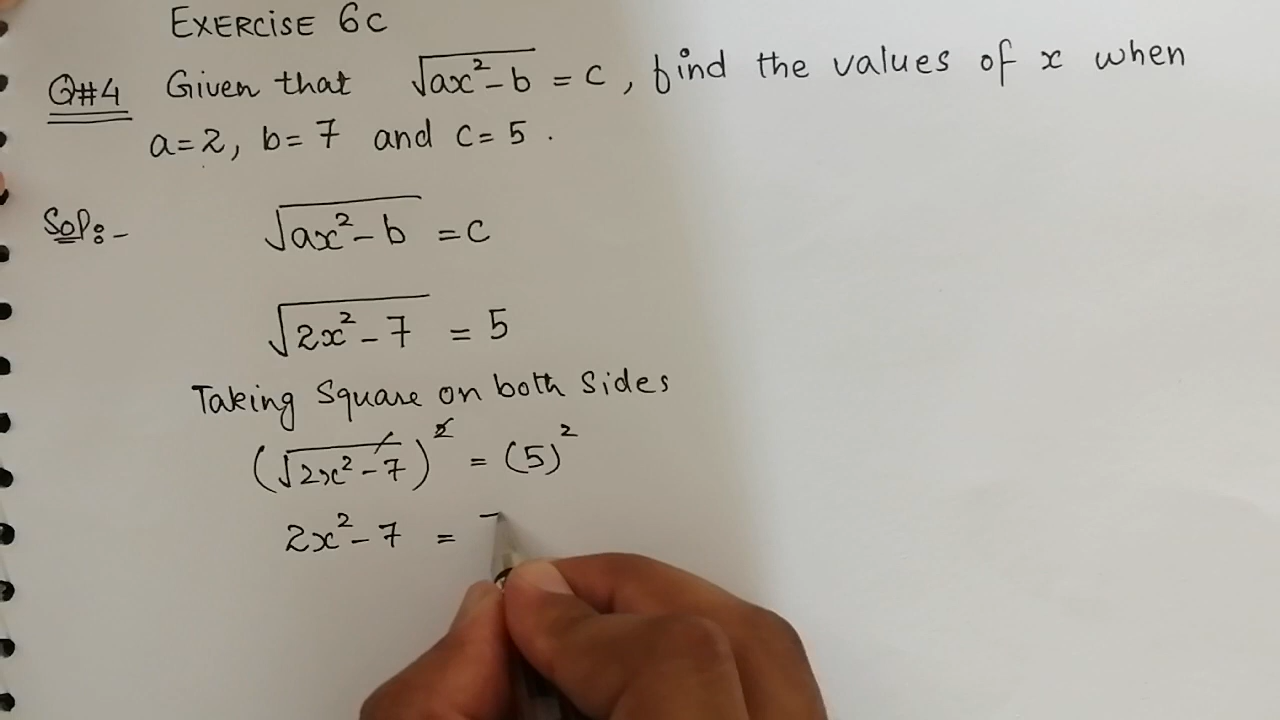 EXERCISE 6C
Q#4 Given that √(ax²-b) = c, find the values of x when
a=2, b=7 and c=5.
Sol:- √(ax²-b) = c
√(2x²-7) = 5
Taking Square on both Sides
(√(2x²-7))² = (5)²
2x²-7 =